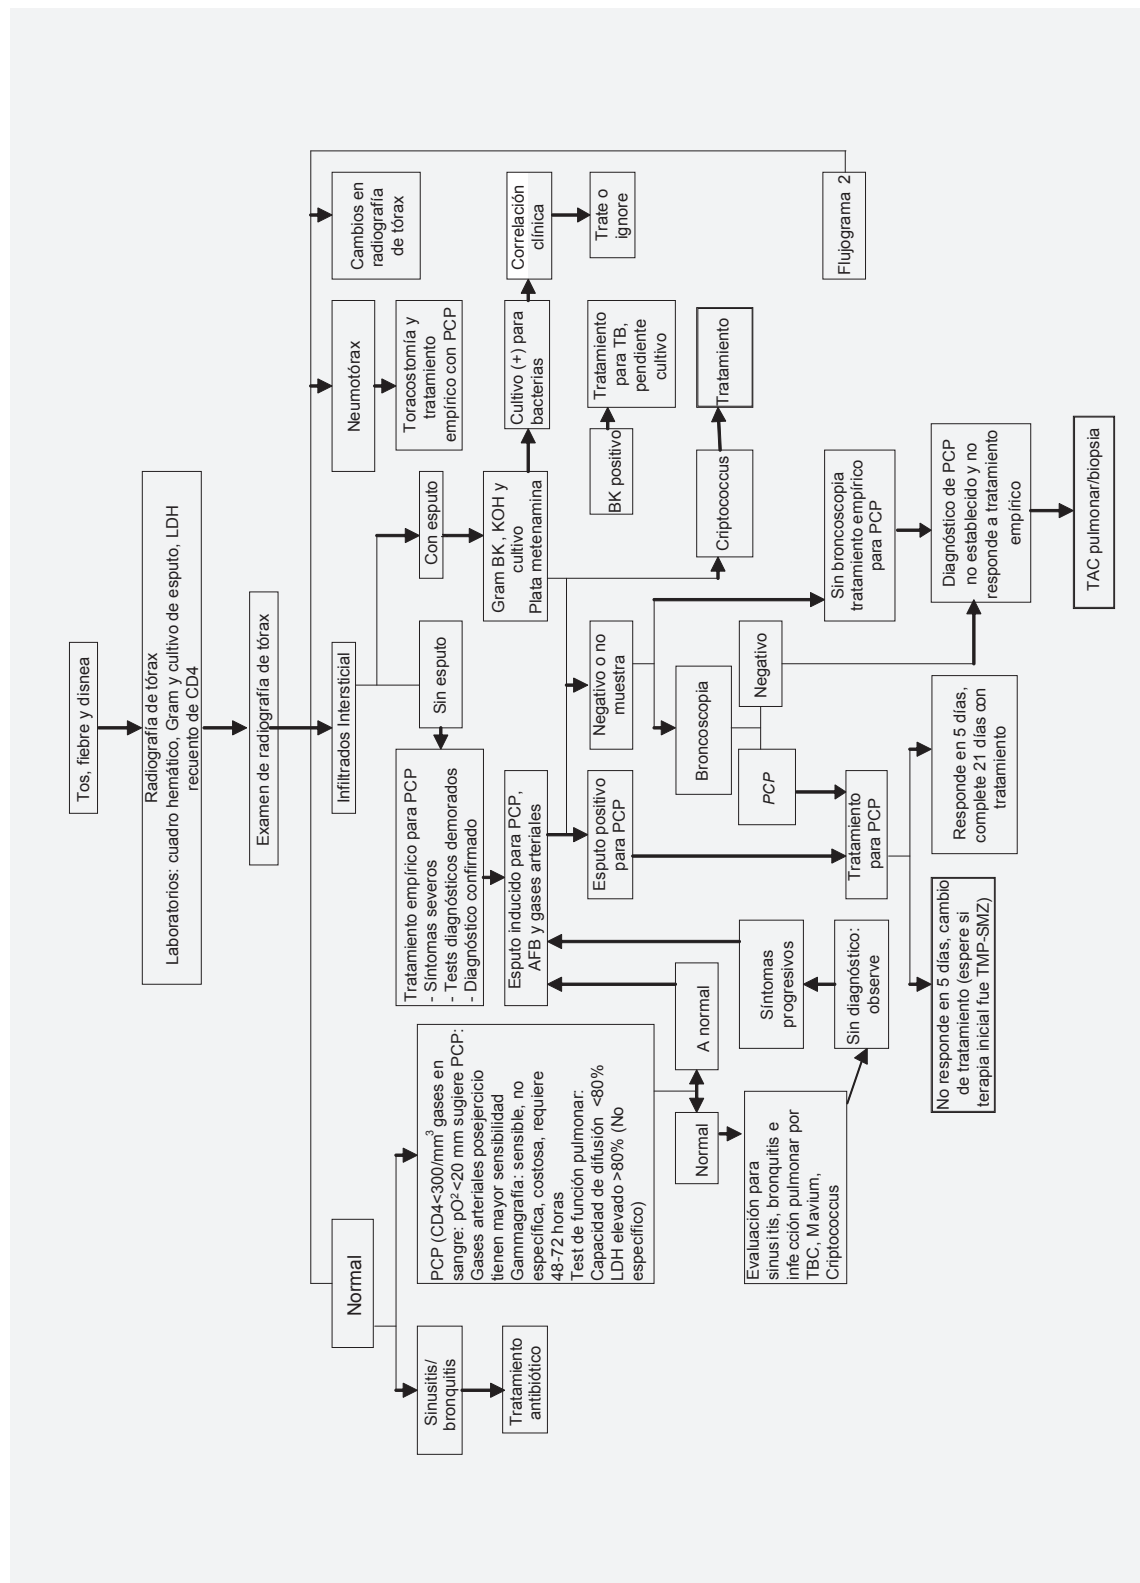 Tos, fiebre y disnea
Radiografía de tórax
Laboratorios: cuadro hemático, Gram y cultivo de esputo, LDH
recuento de CD4
Examen de radiografía de tórax
Normal
Infiltrados Intersticial
Neumotórax
Cambios en
radiografía
de tórax
Sinusitis/
bronquitis
Tratamiento
antibiótico
PCP (CD4<300/mm³ gases en
sangre: pO²<20 mm sugiere PCP:
Gases arteriales posejercicio
tienen mayor sensibilidad
Gammagrafía: sensible, no
específica, costosa, requiere
48-72 horas
Test de función pulmonar:
Capacidad de difusión <80%
LDH elevado >80% (No
específico)
Normal
A normal
Evaluación para
sinusitis, bronquitis e
infe cción pulmonar por
TBC, Mavium,
Criptococcus
Sin diagnóstico:
observe
Síntomas
progresivos
Sin esputo
Con esputo
Tratamiento empírico para PCP
- Síntomas severos
- Tests diagnósticos demorados
- Diagnóstico confirmado
Esputo inducido para PCP,
AFB y gases arteriales
Gram BK, KOH y
cultivo
Plata metenamina
Toracostomía y
tratamiento
empírico con PCP
Cultivo (+) para
bacterias
Correlación
clínica
Trate o
ignore
Esputo positivo
para PCP
Negativo o no
muestra
BK positivo
Tratamiento
para TB,
pendiente
cultivo
Criptococcus
Tratamiento
Broncoscopia
PCP
Negativo
Sin broncoscopia
tratamiento empírico
para PCP
Tratamiento
para PCP
No responde en 5 días, cambio
de tratamiento (espere si
terapia inicial fue TMP-SMZ)
Responde en 5 días,
complete 21 días con
tratamiento
Diagnóstico de PCP
no establecido y no
responde a tratamiento
empírico
TAC pulmonar/biopsia
Flujograma 2